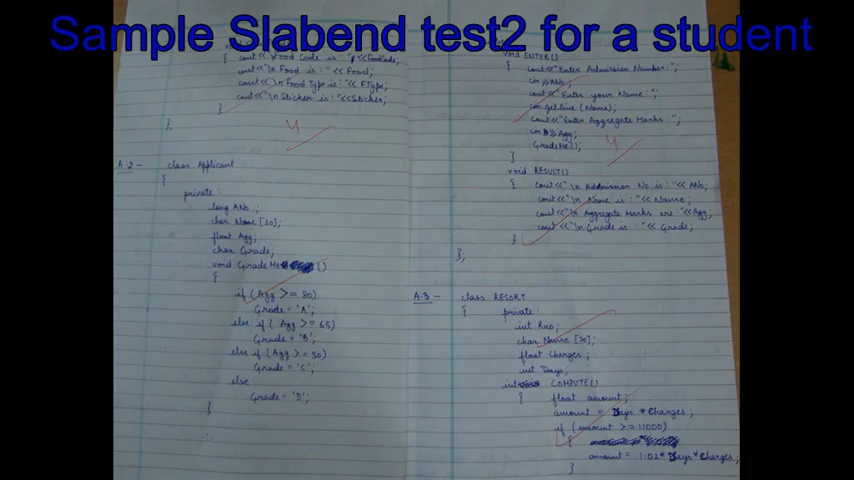 Sample Slabend test2 for a student
{ cout<<"\nFood Code is : "<<FoodCode;
cout<<"\n Food is : " << Food;
cout<<"\n Food Type is: "<< FType;
cout<<"\n Sticker is : "<<Sticker;
}
};
4
A.2 - class Applicant
{
private :
long ANo ;
char Name [30];
float Agg;
char Grade;
void GradeMe ()
{
if ( Agg >= 80)
Grade = 'A';
else if ( Agg >= 65)
Grade = 'B';
else if (Agg >= 50)
Grade = 'C';
else
Grade = 'D';
}
void ENTER()
{ cout<<"Enter Admission Number : ";
cin>>ANo;
cout<<"Enter your Name : ";
cin.getline (Name);
cout<<"Enter Aggregate Marks : ";
cin>> Agg;
GradeMe();
}
4
void RESULT()
{ cout<< "\n Admission No is : "<< ANo;
cout<<"\n Name is : "<< Name;
cout<<"\n Aggregate Marks are : "<<Agg;
cout<<"\n Grade is : "<< Grade;
}
};
A.3 - class RESORT
{ private :
int Rno;
char Name [30];
float Charges ;
int Days;
int COMPUTE()
{ float amount;
amount = Days * Charges ;
if (amount >= 11000)
{
amount = 1.02* Days* Charges;
}